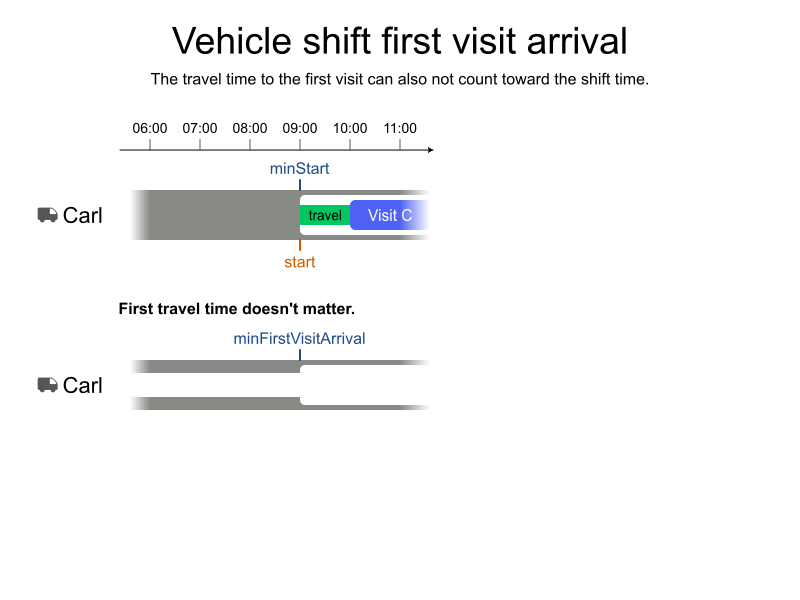 Vehicle shift first visit arrival
The travel time to the first visit can also not count toward the shift time.
06:00 07:00 08:00 09:00 10:00 11:00
minStart
Carl
travel
Visit C
start
First travel time doesn't matter.
minFirstVisitArrival
Carl